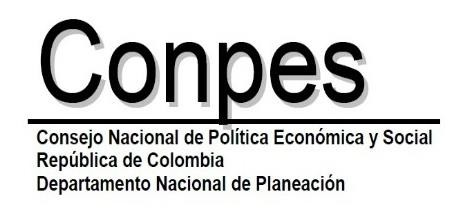 Conpes
Consejo Nacional de Política Económica y Social
República de Colombia
Departamento Nacional de Planeación